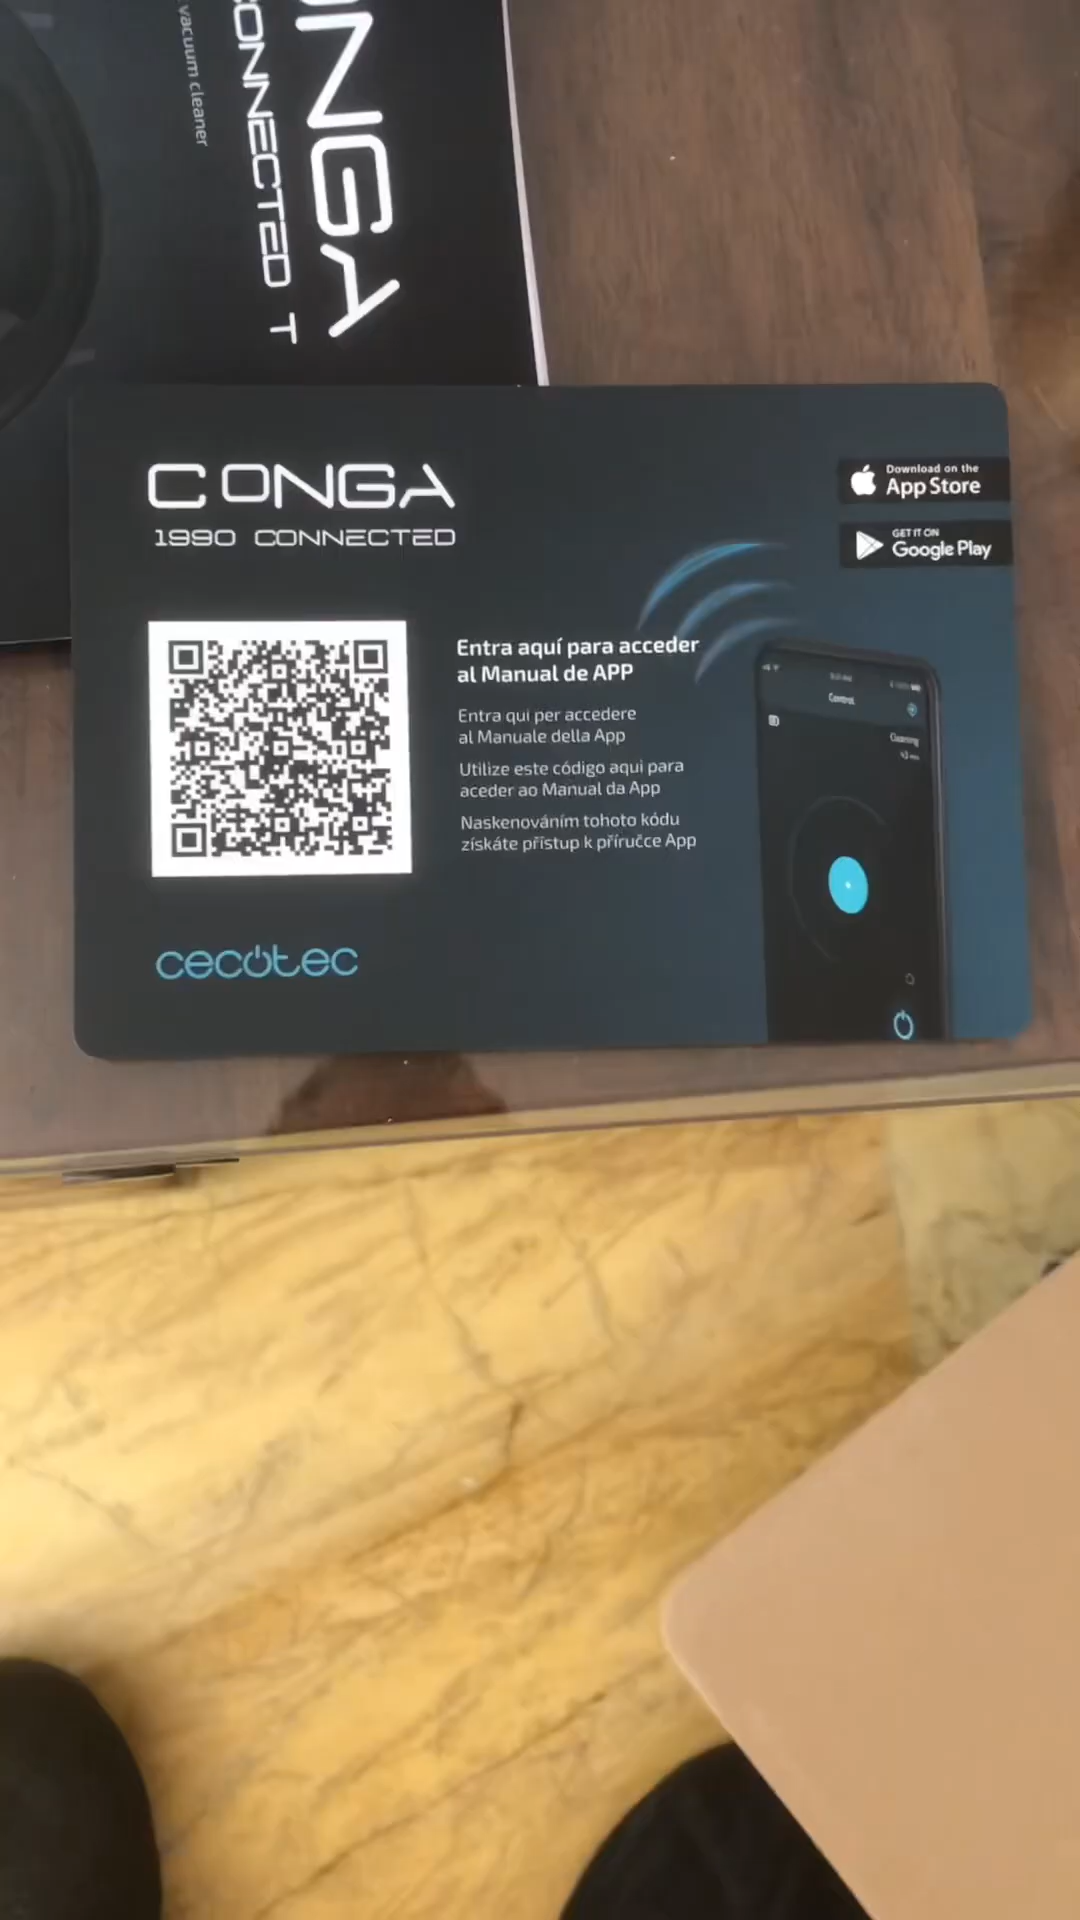 vacuum cleaner
CONNECTED T
CONGA
1990 CONNECTED
Download on the
App Store
GET IT ON
Google Play
Entra aquí para acceder
al Manual de APP
Entra qui per accedere
al Manuale della App
Utilize este código aqui para
aceder ao Manual da App
Naskenováním tohoto kódu
získáte přístup k příručce App
Control
Cleaning
cecotec